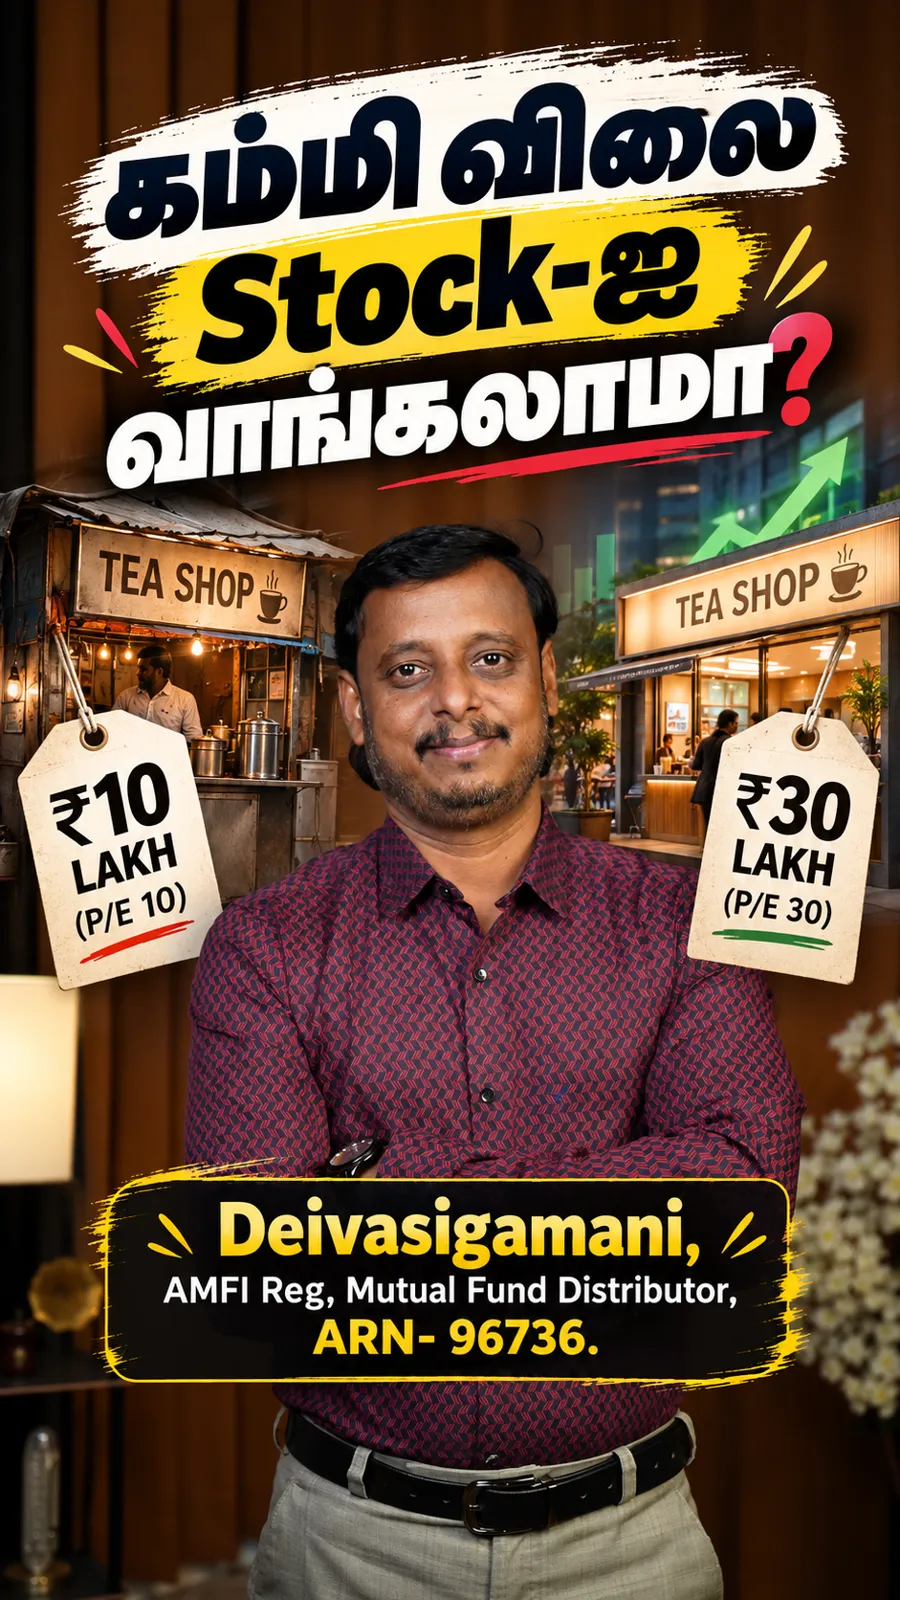 கம்மி விலை
Stock-ஐ
வாங்கலாமா?
TEA SHOP
TEA SHOP
₹10
LAKH
(P/E 10)
₹30
LAKH
(P/E 30)
Deivasigamani,
AMFI Reg, Mutual Fund Distributor,
ARN- 96736.